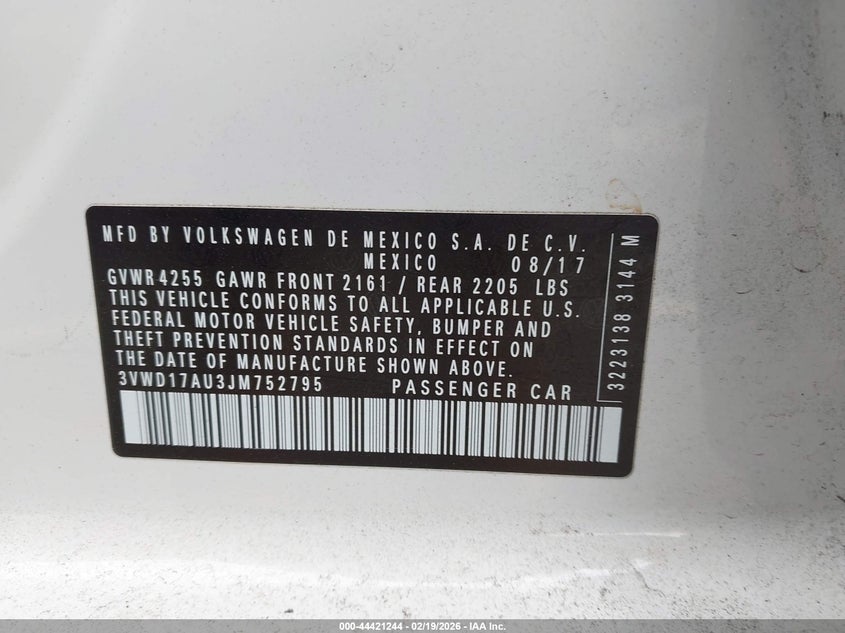 MFD BY VOLKSWAGEN DE MEXICO S.A. DE C.V.
MEXICO 08/17
GVWR 4255 GAWR FRONT 2161 / REAR 2205 LBS
THIS VEHICLE CONFORMS TO ALL APPLICABLE U.S.
FEDERAL MOTOR VEHICLE SAFETY, BUMPER AND
THEFT PREVENTION STANDARDS IN EFFECT ON
THE DATE OF MANUFACTURE SHOWN ABOVE.
3VWD17AU3JM752795 PASSENGER CAR
3223138 3144 M
000-44421244 - 02/19/2026 - IAA Inc.